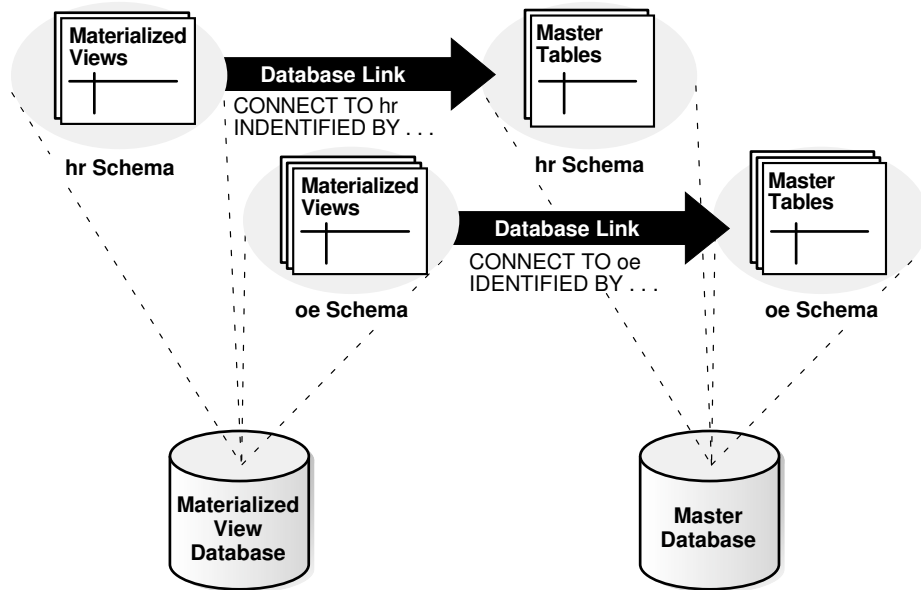 Materialized
Views
Database Link
Master
Tables
CONNECT TO hr
INDENTIFIED BY . . .
hr Schema
hr Schema
Materialized
Views
Database Link
Master
Tables
CONNECT TO oe
IDENTIFIED BY . . .
oe Schema
oe Schema
Materialized
View
Database
Master
Database